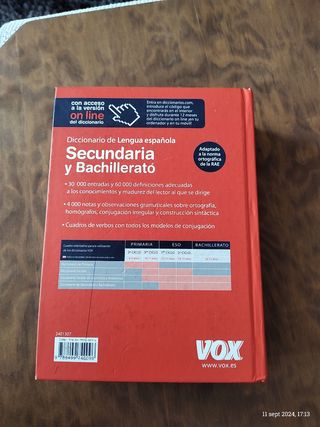 con acceso
a la versión
on line
del diccionario
Entra en diccionarios.com,
introduce el código que
encontrarás en el interior
y disfruta durante 12 meses
del diccionario on line ¡en tu
ordenador y en tu móvil!
Diccionario de Lengua española
Secundaria
y Bachillerato
Adaptado
a la norma
ortográfica de
la RAE
• 30 000 entradas y 60 000 definiciones adecuadas
a los conocimientos y madurez del lector al que se dirige
• 4 000 notas y observaciones gramaticales sobre ortografía,
homógrafos, conjugación irregular y construcción sintáctica
• Cuadros de verbos con todos los modelos de conjugación
PRIMARIA ESO BACHILLERATO
2401307
VOX
www.vox.es
11 sept 2024, 17:13